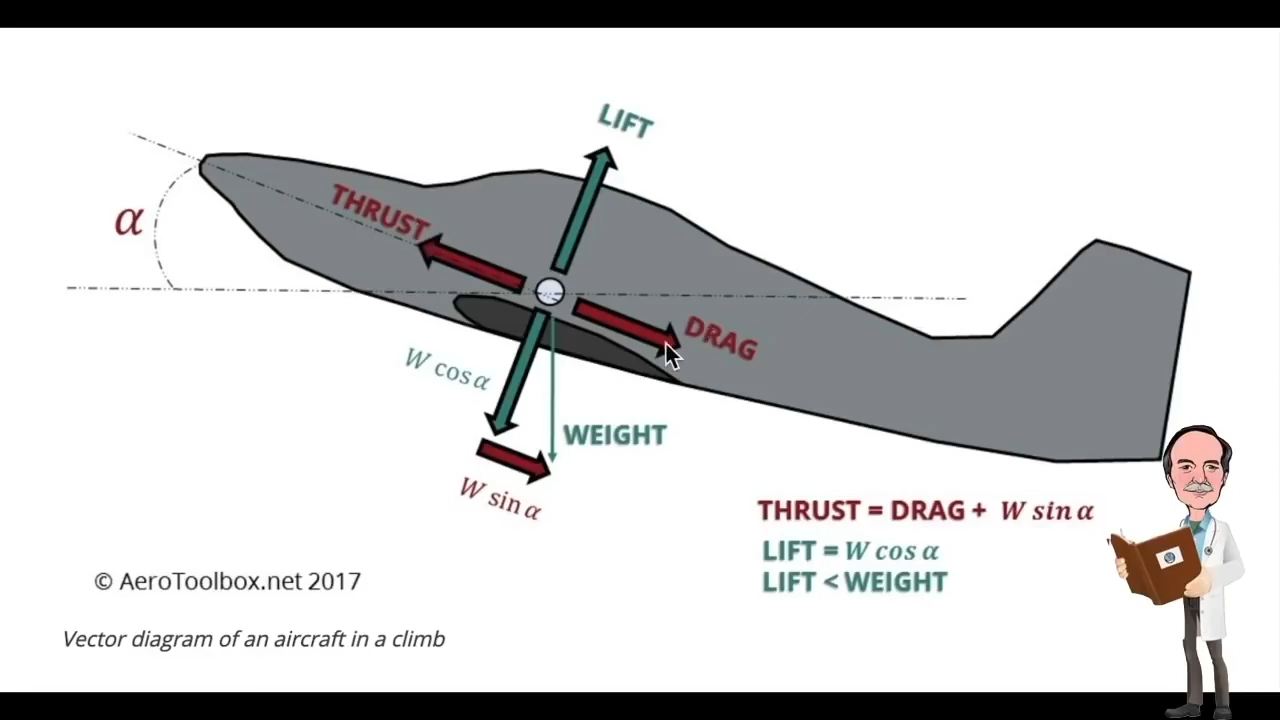 LIFT
THRUST
α
DRAG
W cos α
WEIGHT
W sin α
THRUST = DRAG + W sin α
LIFT = W cos α
LIFT < WEIGHT
© AeroToolbox.net 2017
Vector diagram of an aircraft in a climb